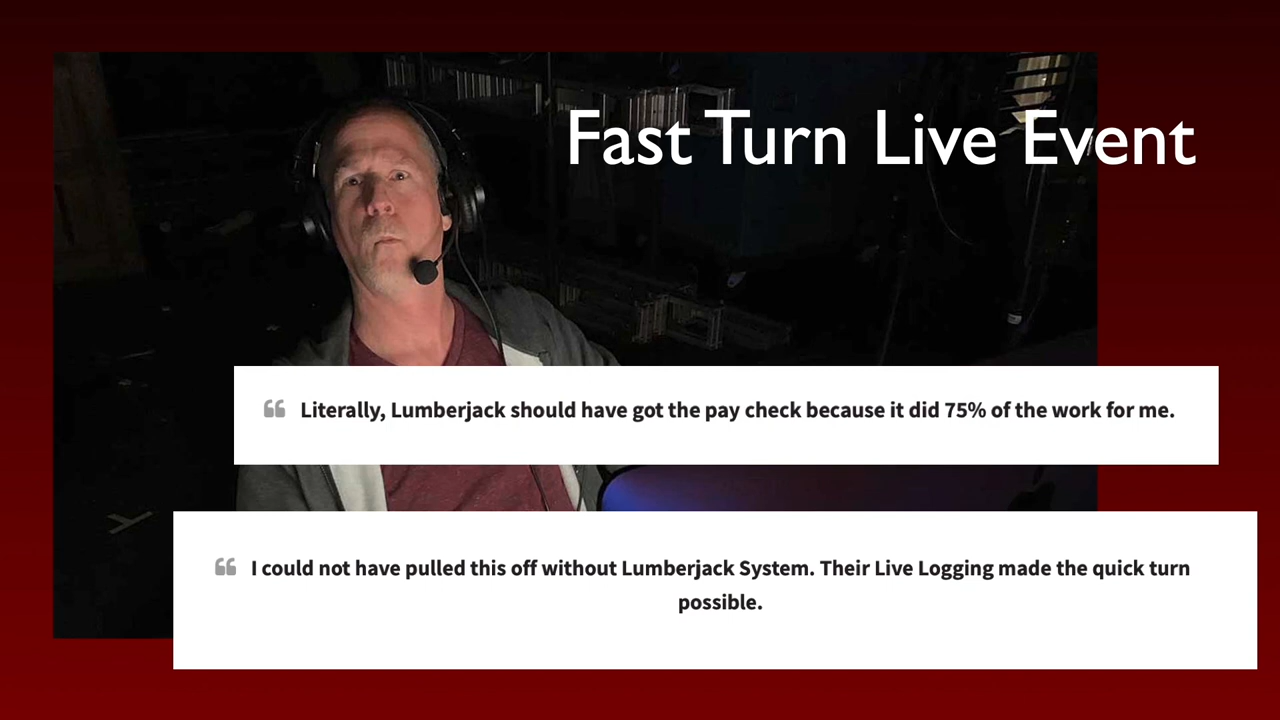 Fast Turn Live Event
❝ Literally, Lumberjack should have got the pay check because it did 75% of the work for me.
❝ I could not have pulled this off without Lumberjack System. Their Live Logging made the quick turn
possible.